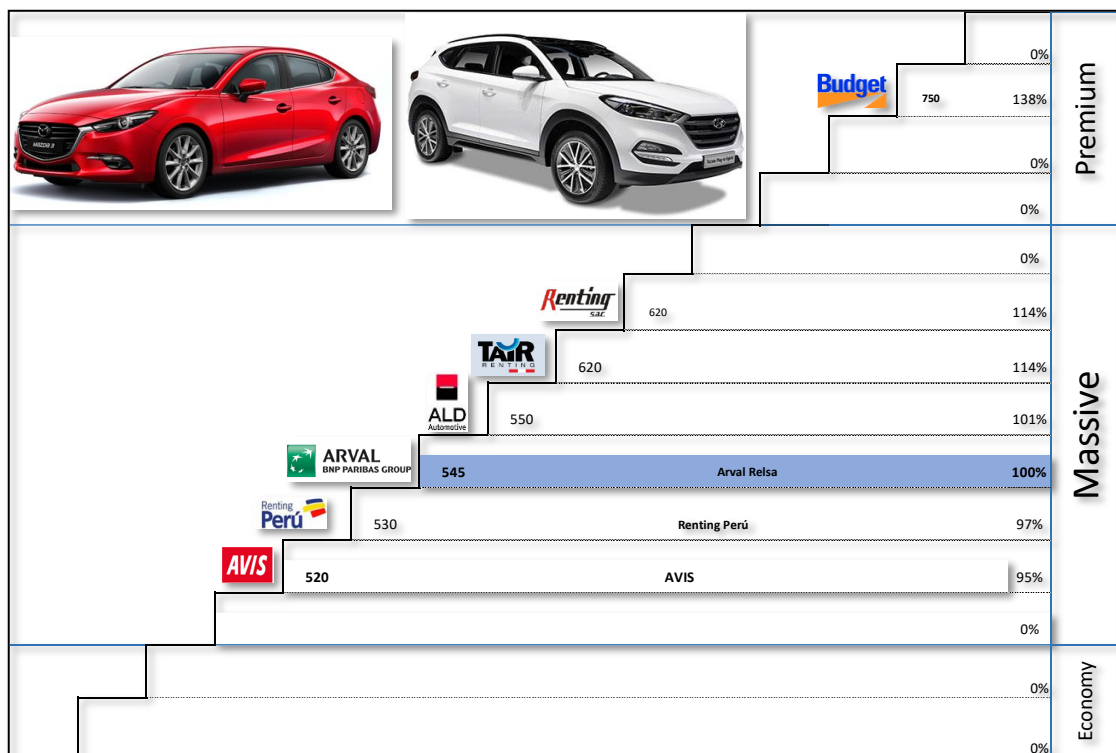 0%
Budget 750 138%
Premium
0%
0%
0%
Renting
s.a.c.
620 114%
TAIR
RENTING
620 114%
ALD
Automotive
550 101%
ARVAL
BNP PARIBAS GROUP
545 Arval Relsa 100%
Massive
Renting
Perú
530 Renting Perú 97%
AVIS
520 AVIS 95%
0%
0%
Economy
0%
MAZDA 3